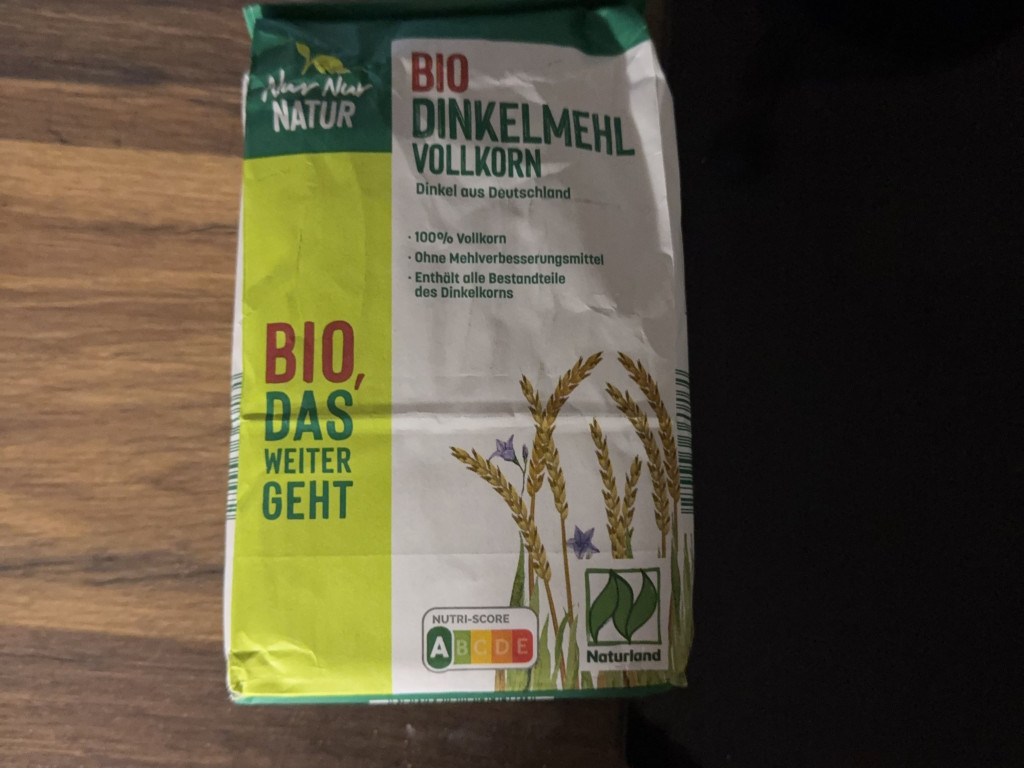 Nur Nur
NATUR
BIO
DINKELMEHL
VOLLKORN
Dinkel aus Deutschland
· 100% Vollkorn
· Ohne Mehlverbesserungsmittel
· Enthält alle Bestandteile
des Dinkelkorns
BIO,
DAS
WEITER
GEHT
NUTRI-SCORE
A B C D E
Naturland